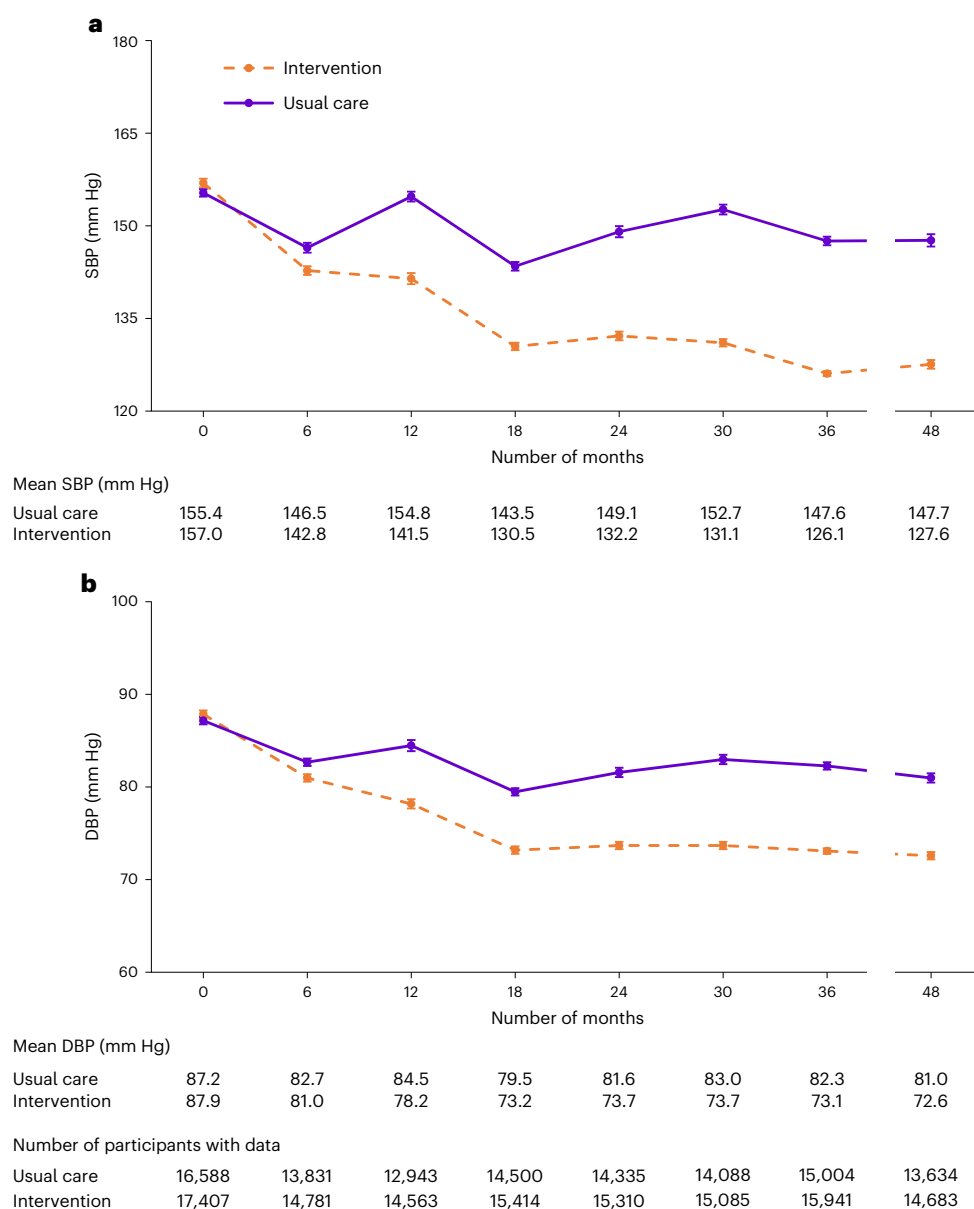 a
180
165
150
135
120
SBP (mm Hg)
Intervention
Usual care
0 6 12 18 24 30 36 48
Number of months
Mean SBP (mm Hg)
Usual care 155.4 146.5 154.8 143.5 149.1 152.7 147.6 147.7
Intervention 157.0 142.8 141.5 130.5 132.2 131.1 126.1 127.6
b
100
90
80
70
60
DBP (mm Hg)
0 6 12 18 24 30 36 48
Number of months
Mean DBP (mm Hg)
Usual care 87.2 82.7 84.5 79.5 81.6 83.0 82.3 81.0
Intervention 87.9 81.0 78.2 73.2 73.7 73.7 73.1 72.6
Number of participants with data
Usual care 16,588 13,831 12,943 14,500 14,335 14,088 15,004 13,634
Intervention 17,407 14,781 14,563 15,414 15,310 15,085 15,941 14,683